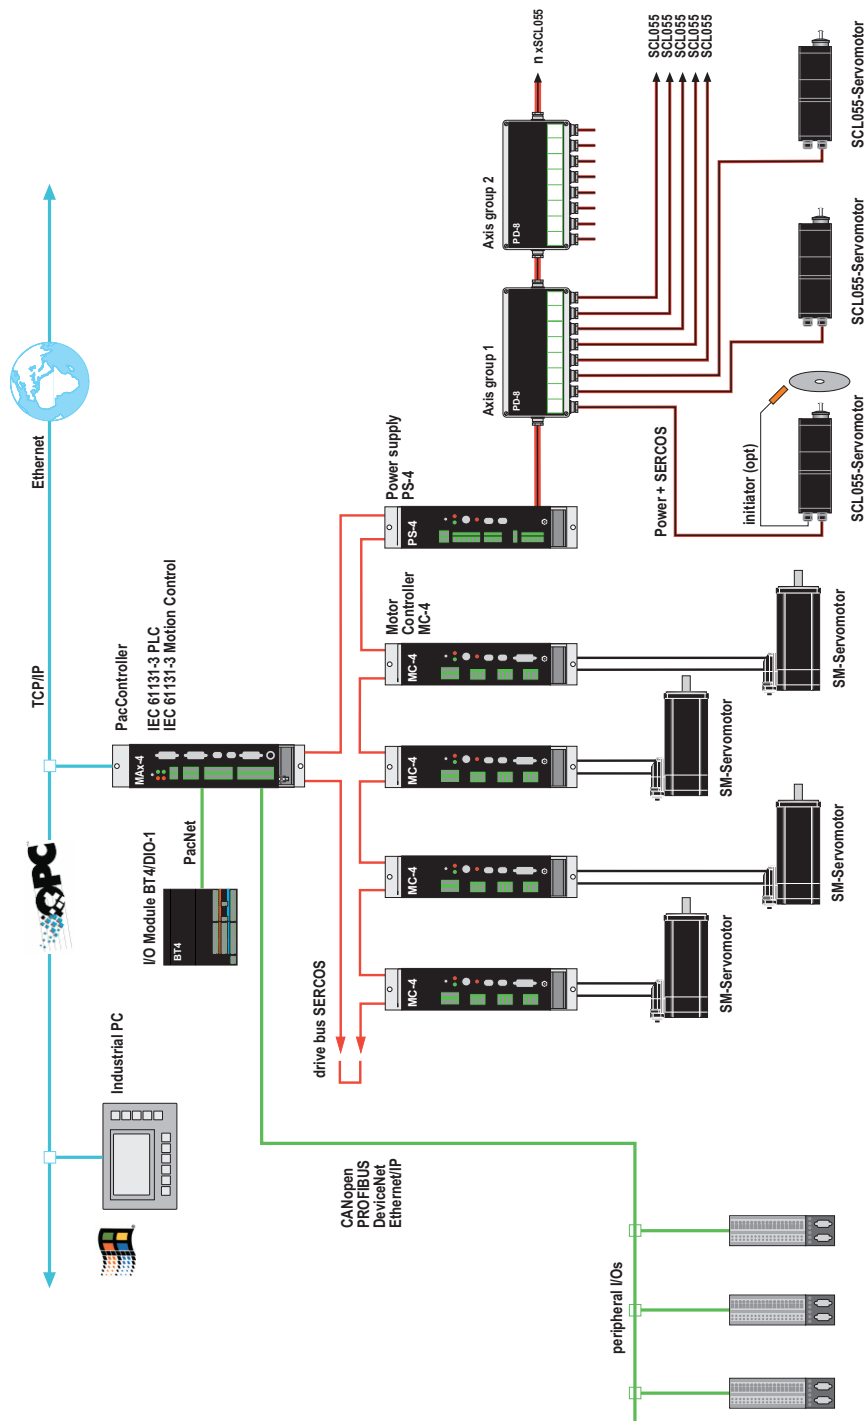 TCP/IP
Ethernet
OPC
Industrial PC
I/O Module BT4/DIO-1
BT4
PacNet
PacController
IEC 61131-3 PLC
IEC 61131-3 Motion Control
MAx-4
CANopen
PROFIBUS
DeviceNet
Ethernet/IP
drive bus SERCOS
Motor
Controller
MC-4
Power supply
PS-4
MC-4
MC-4
MC-4
MC-4
PS-4
Axis group 1
PD-8
Axis group 2
PD-8
n xSCL055
SCL055
SCL055
SCL055
SCL055
SCL055
Power + SERCOS
initiator (opt)
peripheral I/Os
SM-Servomotor
SM-Servomotor
SM-Servomotor
SM-Servomotor
SCL055-Servomotor
SCL055-Servomotor
SCL055-Servomotor